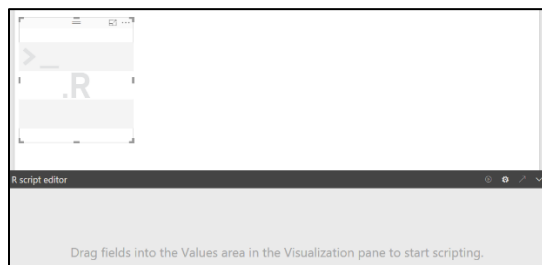 >_
.R
R script editor
Drag fields into the Values area in the Visualization pane to start scripting.